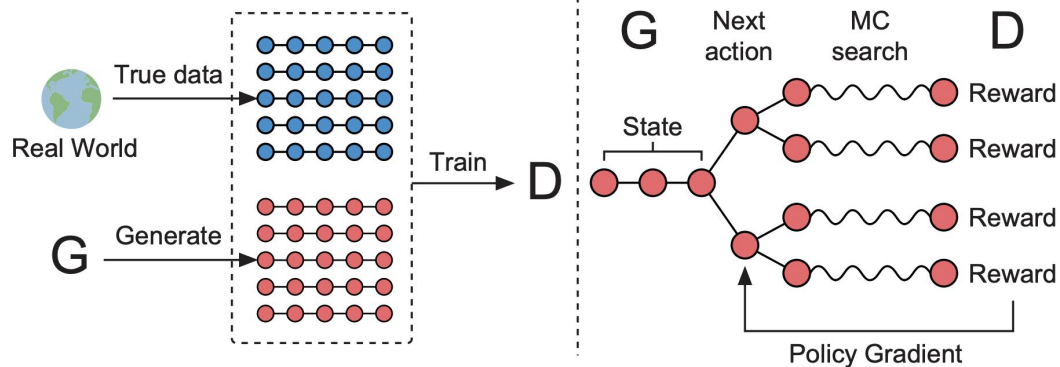 True data
Real World
G
Generate
Train
D
G
Next
action
MC
search
D
State
Reward
Reward
Reward
Reward
Policy Gradient